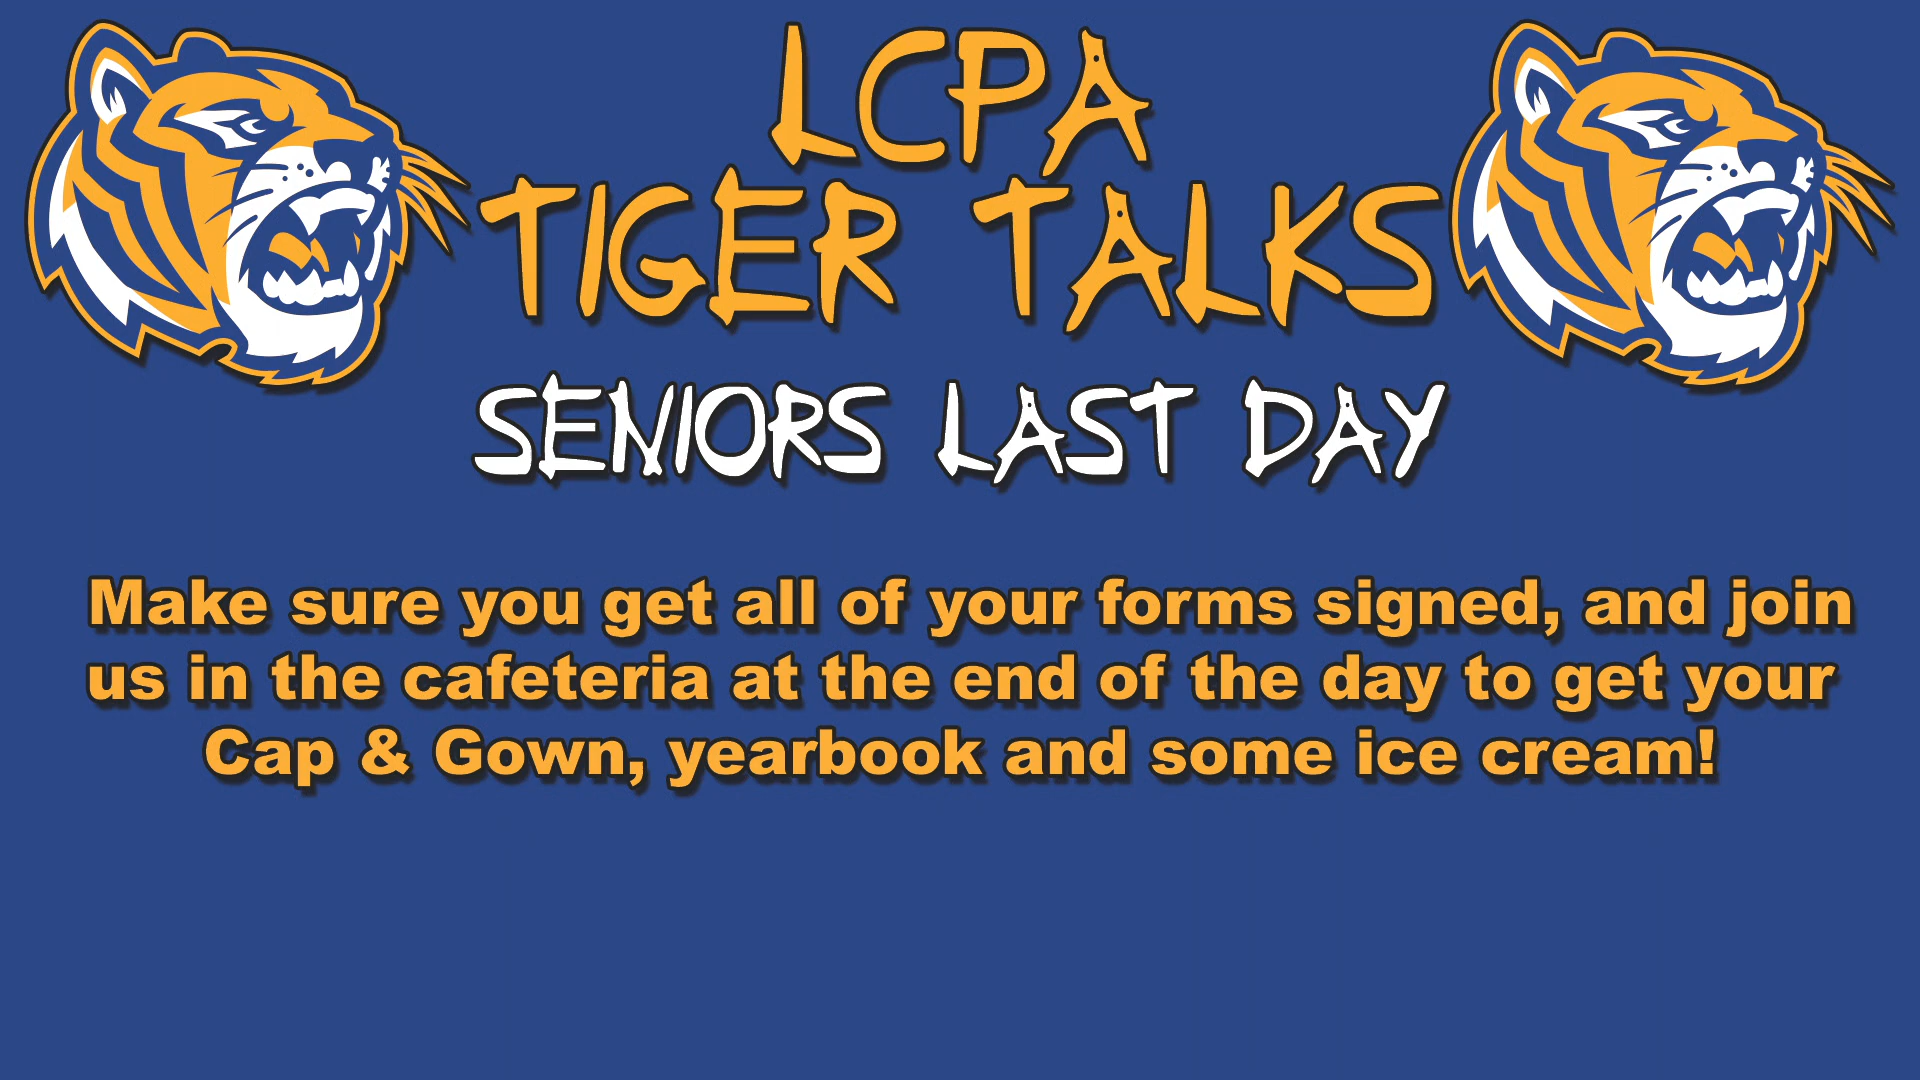 LCPA
TIGER TALKS
SENIORS LAST DAY
Make sure you get all of your forms signed, and join
us in the cafeteria at the end of the day to get your
Cap & Gown, yearbook and some ice cream!